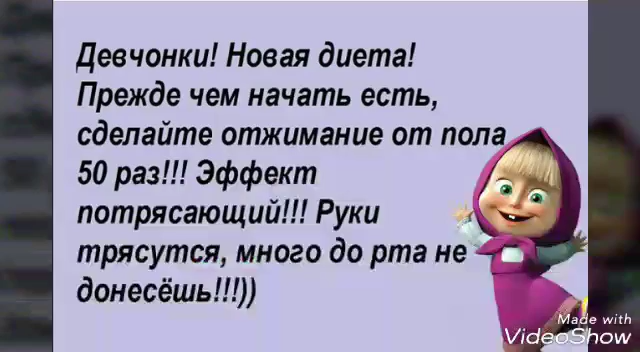 Девчонки! Новая диета!
Прежде чем начать есть,
сделайте отжимание от пола
50 раз!!! Эффект
потрясающий!!! Руки
трясутся, много до рта не
донесёшь!!!))
Made with
VideoShow